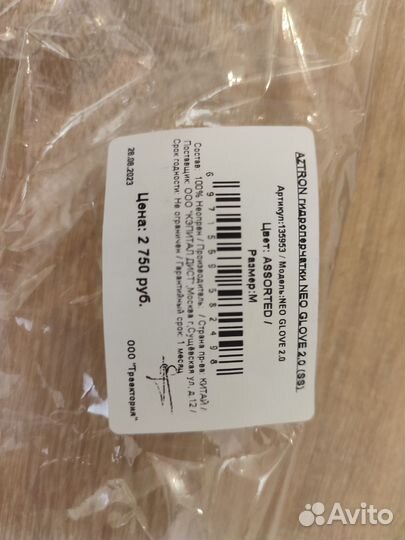 AZTRON гидроперчатки NEO GLOVE 2.0 (SS)
Артикул:135953 / Модель:NEO GLOVE 2.0
Цвет: ASSORTED /
Размер:M
6971569582498
Состав: 100% Неопрен / Производитель: / Страна пр-ва: КИТАЙ /
Поставщик: ООО "КЭПИТАЛ ДИСТ",Москва г,Сущёвская ул, д.12 /
Срок годности: Не ограничен / Гарантийный срок: 1 месяц
Цена: 2 750 руб.
28.08.2023
ООО "Траектория"
Avito